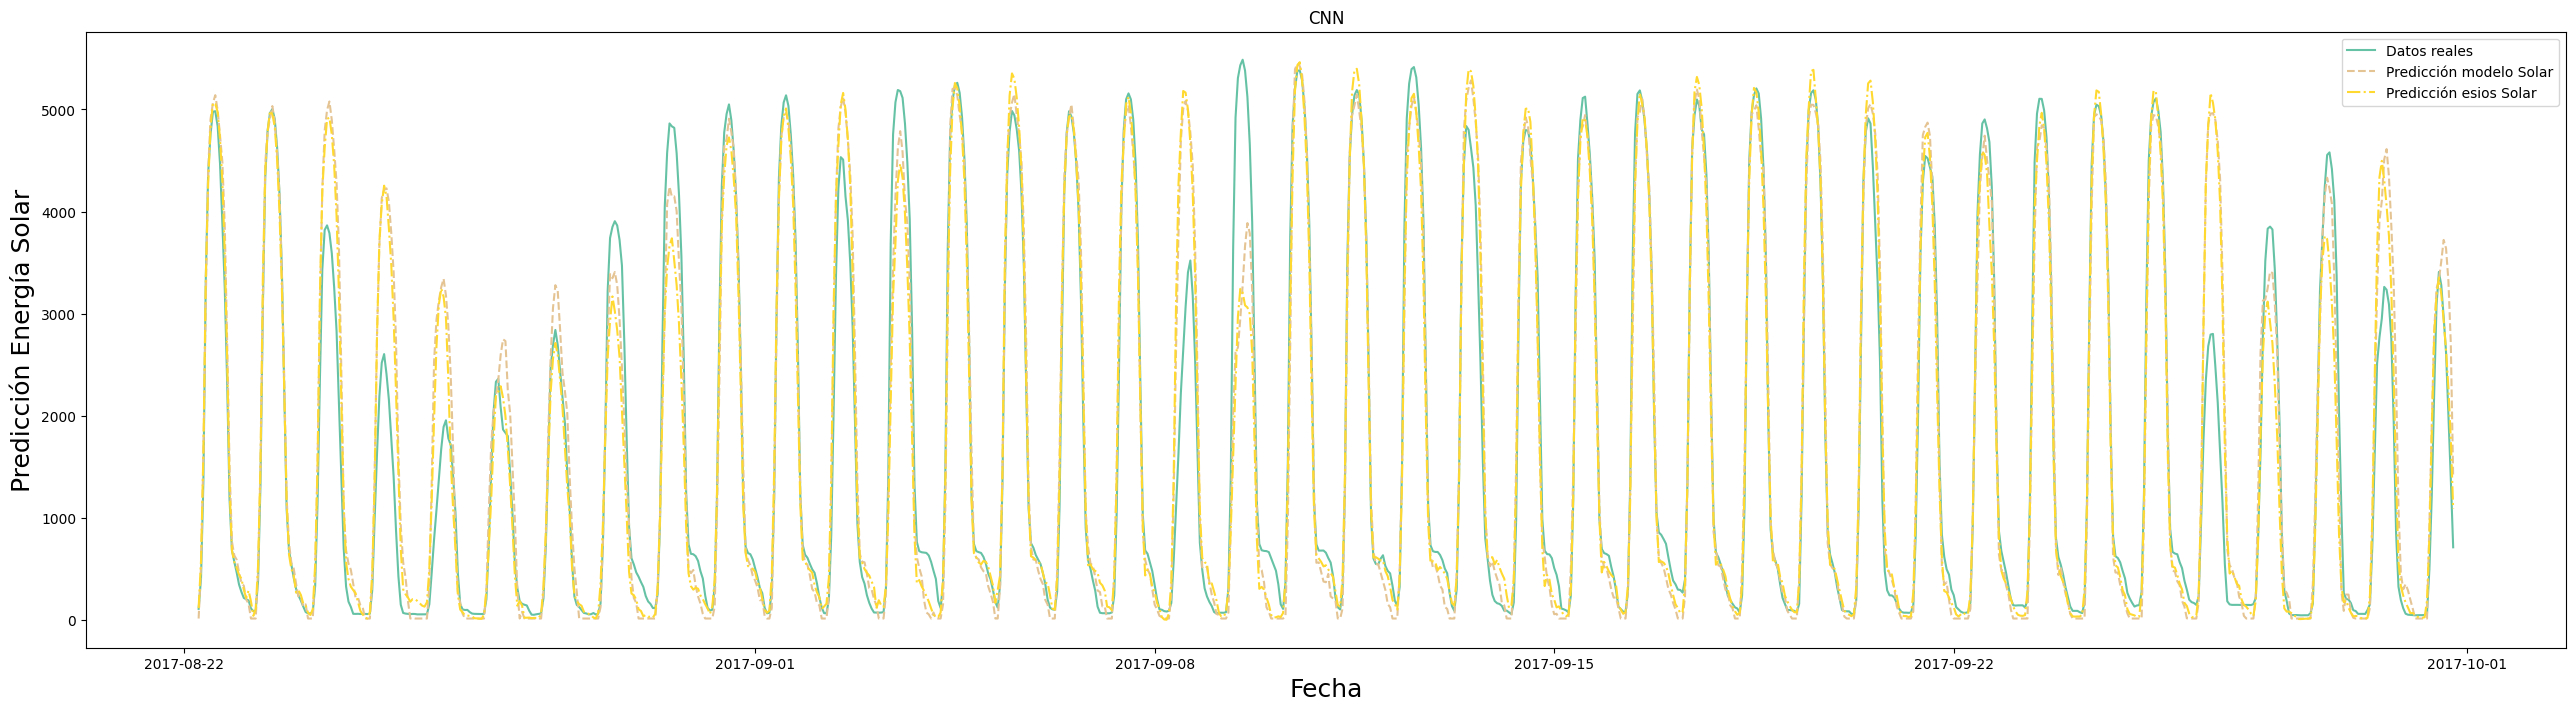 CNN
Datos reales
Predicción modelo Solar
Predicción esios Solar
Predicción Energía Solar
5000
4000
3000
2000
1000
0
2017-08-22
2017-09-01
2017-09-08
2017-09-15
2017-09-22
2017-10-01
Fecha